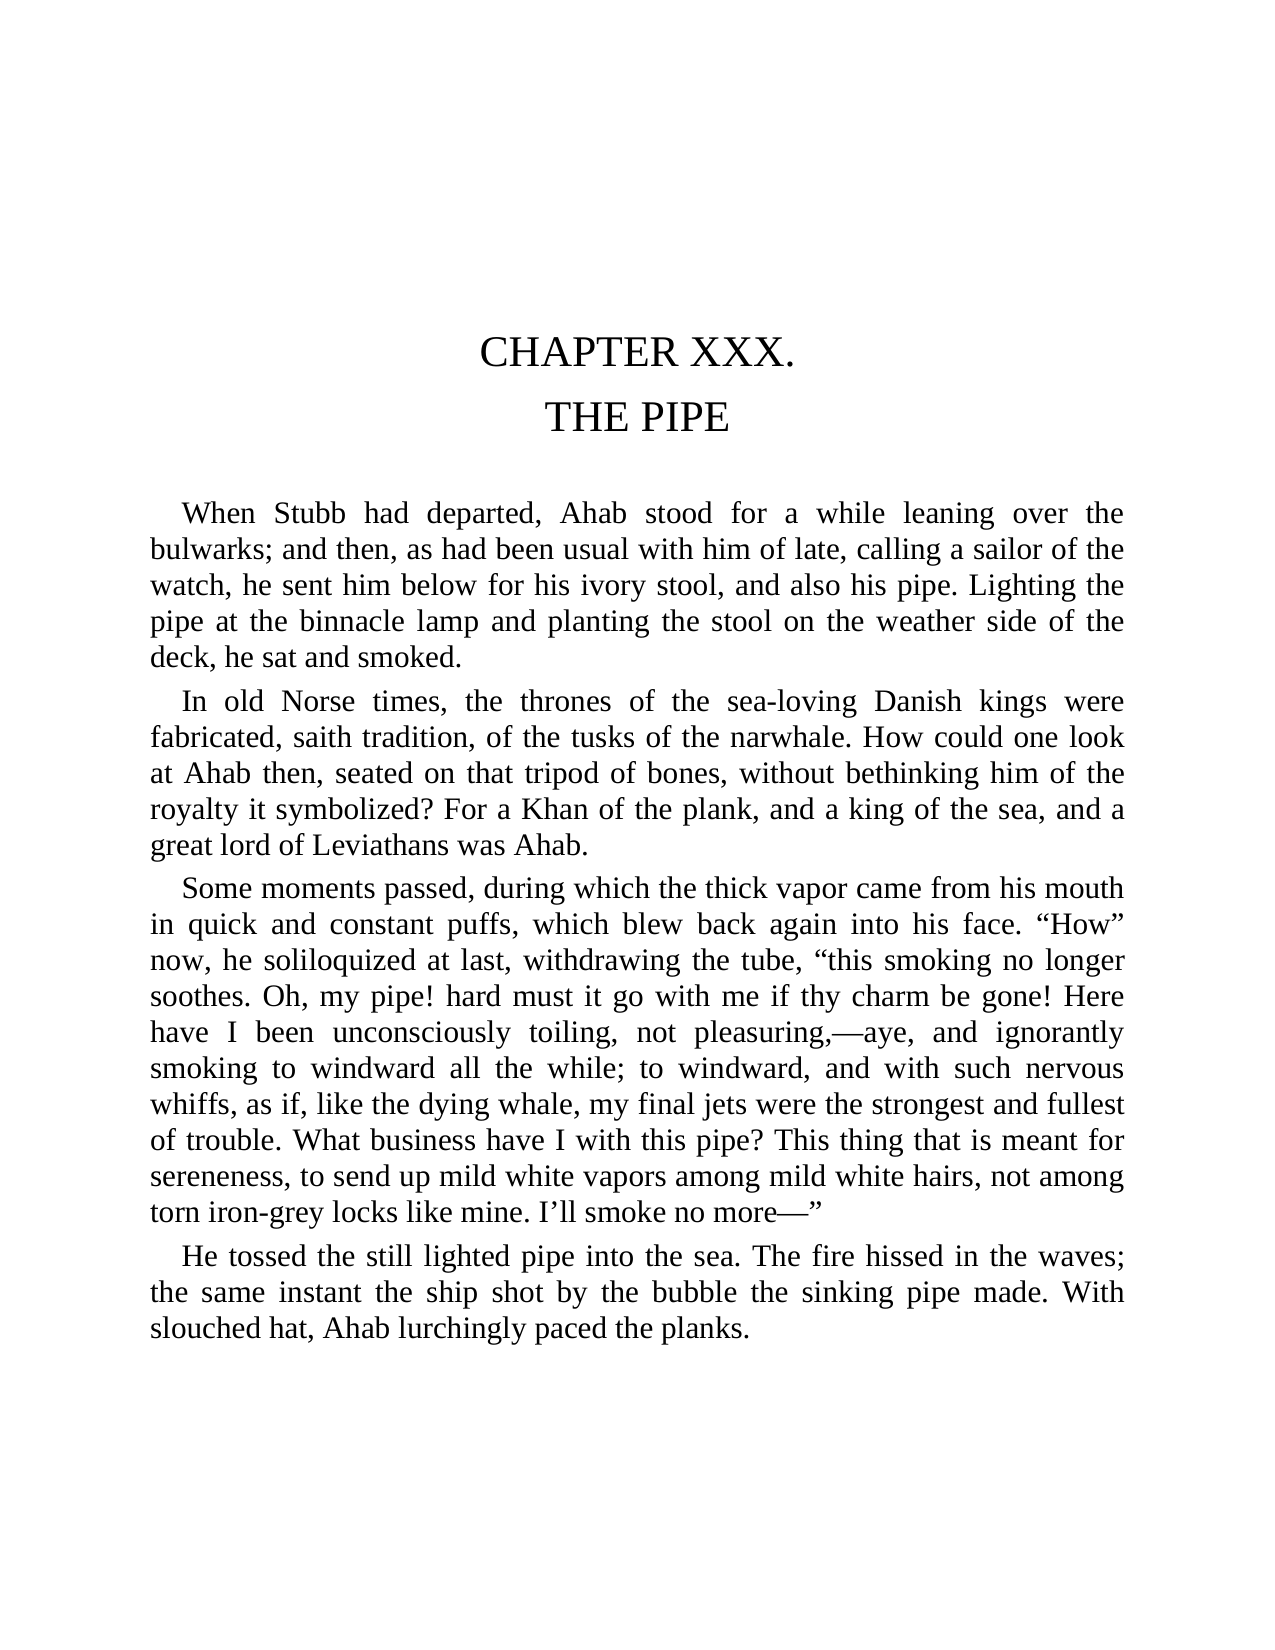 CHAPTER XXX.
THE PIPE
When Stubb had departed, Ahab stood for a while leaning over the
bulwarks; and then, as had been usual with him of late, calling a sailor of the
watch, he sent him below for his ivory stool, and also his pipe. Lighting the
pipe at the binnacle lamp and planting the stool on the weather side of the
deck, he sat and smoked.
In old Norse times, the thrones of the sea-loving Danish kings were
fabricated, saith tradition, of the tusks of the narwhale. How could one look
at Ahab then, seated on that tripod of bones, without bethinking him of the
royalty it symbolized? For a Khan of the plank, and a king of the sea, and a
great lord of Leviathans was Ahab.
Some moments passed, during which the thick vapor came from his mouth
in quick and constant puffs, which blew back again into his face. “How”
now, he soliloquized at last, withdrawing the tube, “this smoking no longer
soothes. Oh, my pipe! hard must it go with me if thy charm be gone! Here
have I been unconsciously toiling, not pleasuring,—aye, and ignorantly
smoking to windward all the while; to windward, and with such nervous
whiffs, as if, like the dying whale, my final jets were the strongest and fullest
of trouble. What business have I with this pipe? This thing that is meant for
sereneness, to send up mild white vapors among mild white hairs, not among
torn iron-grey locks like mine. I’ll smoke no more—”
He tossed the still lighted pipe into the sea. The fire hissed in the waves;
the same instant the ship shot by the bubble the sinking pipe made. With
slouched hat, Ahab lurchingly paced the planks.